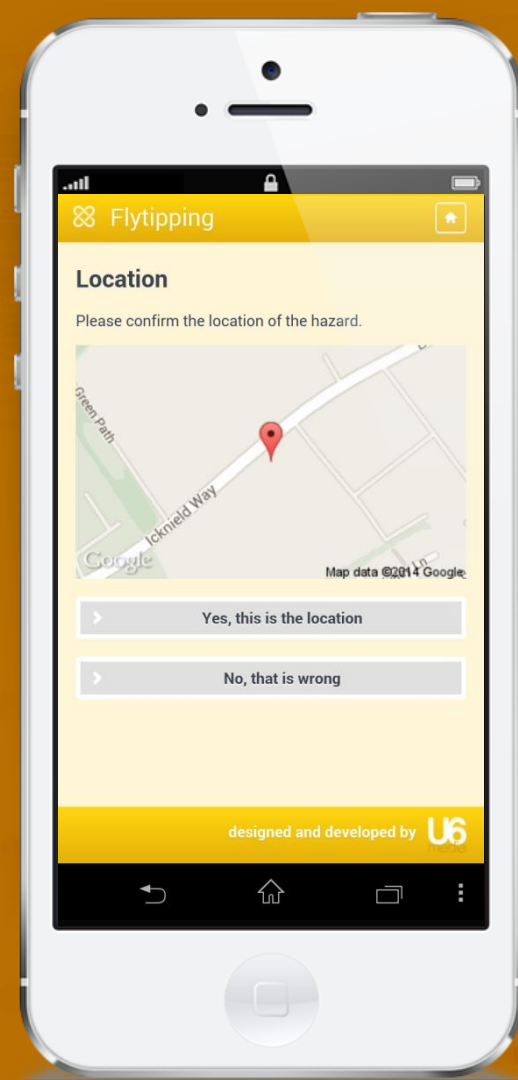 Flytipping
Location
Please confirm the location of the hazard.
Green Path
Icknield Way
Google
Map data ©2014 Google
Yes, this is the location
No, that is wrong
designed and developed by U6
media